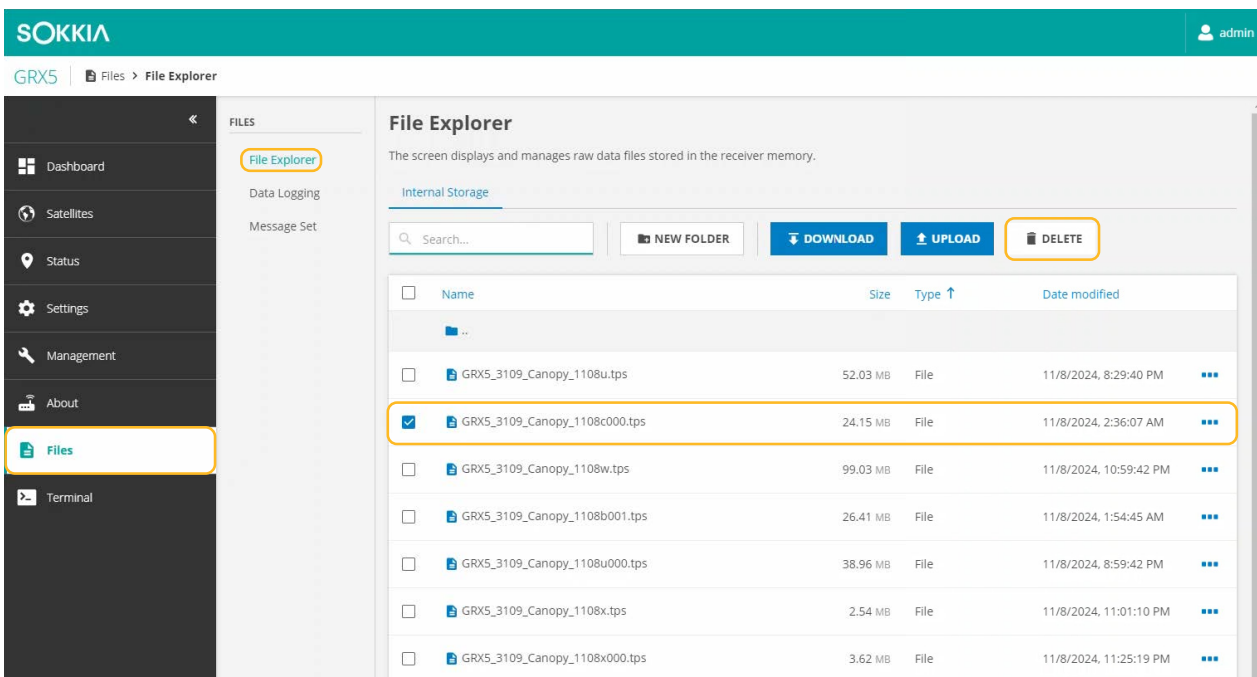 SOKKIA
admin
GRX5 Files > File Explorer
Dashboard
Satellites
Status
Settings
Management
About
Files
Terminal
FILES
File Explorer
Data Logging
Message Set
File Explorer
The screen displays and manages raw data files stored in the receiver memory.
Internal Storage
Search... NEW FOLDER DOWNLOAD UPLOAD DELETE
Name Size Type ↑ Date modified
..
GRX5_3109_Canopy_1108u.tps 52.03 MB File 11/8/2024, 8:29:40 PM
GRX5_3109_Canopy_1108c000.tps 24.15 MB File 11/8/2024, 2:36:07 AM
GRX5_3109_Canopy_1108w.tps 99.03 MB File 11/8/2024, 10:59:42 PM
GRX5_3109_Canopy_1108b001.tps 26.41 MB File 11/8/2024, 1:54:45 AM
GRX5_3109_Canopy_1108u000.tps 38.96 MB File 11/8/2024, 8:59:42 PM
GRX5_3109_Canopy_1108x.tps 2.54 MB File 11/8/2024, 11:01:10 PM
GRX5_3109_Canopy_1108x000.tps 3.62 MB File 11/8/2024, 11:25:19 PM